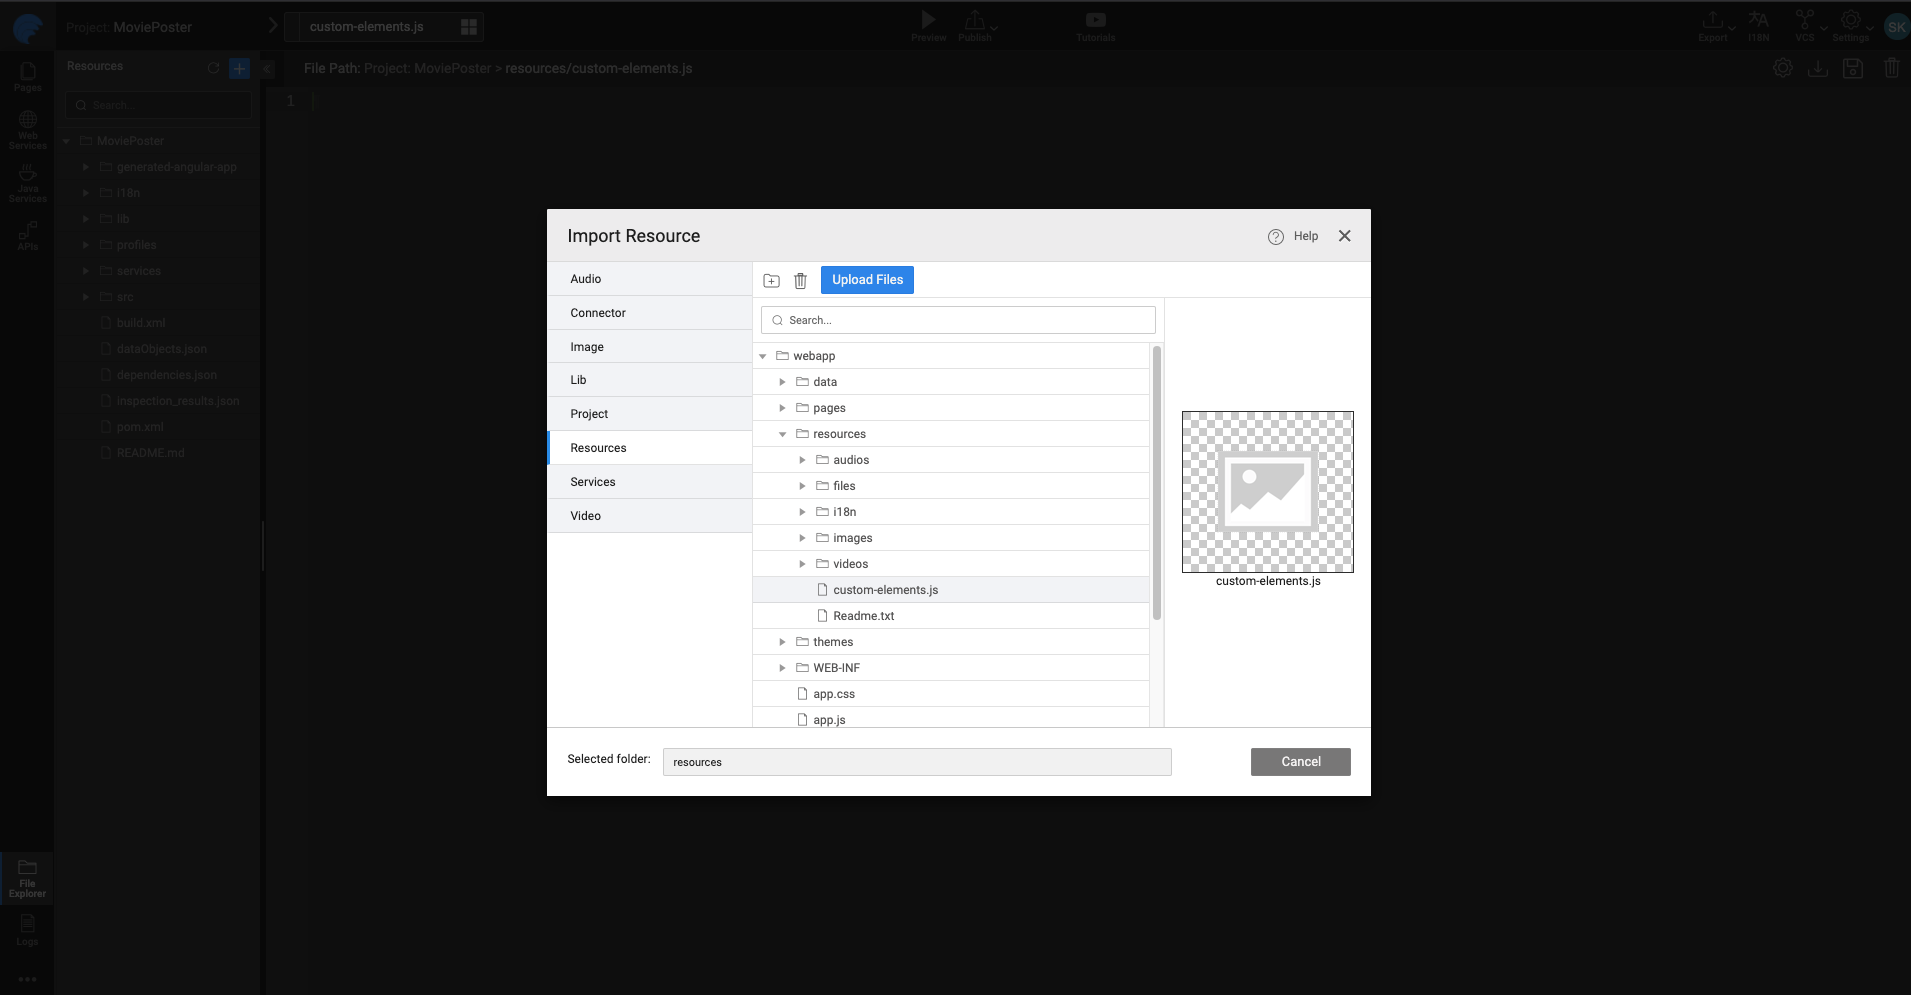 Project: MoviePoster
custom-elements.js
Preview
Publish
Tutorials
Export
I18N
VCS
Settings
SK
Resources
File Path: Project: MoviePoster > resources/custom-elements.js
Pages
Search...
1
Web
Services
MoviePoster
generated-angular-app
Java
Services
i18n
lib
APIs
profiles
services
src
build.xml
dataObjects.json
dependencies.json
inspection_results.json
pom.xml
README.md
File
Explorer
Logs
Import Resource
Help
Audio
Connector
Image
Lib
Project
Resources
Services
Video
Upload Files
Search...
webapp
data
pages
resources
audios
files
i18n
images
videos
custom-elements.js
Readme.txt
themes
WEB-INF
app.css
app.js
custom-elements.js
Selected folder:
resources
Cancel